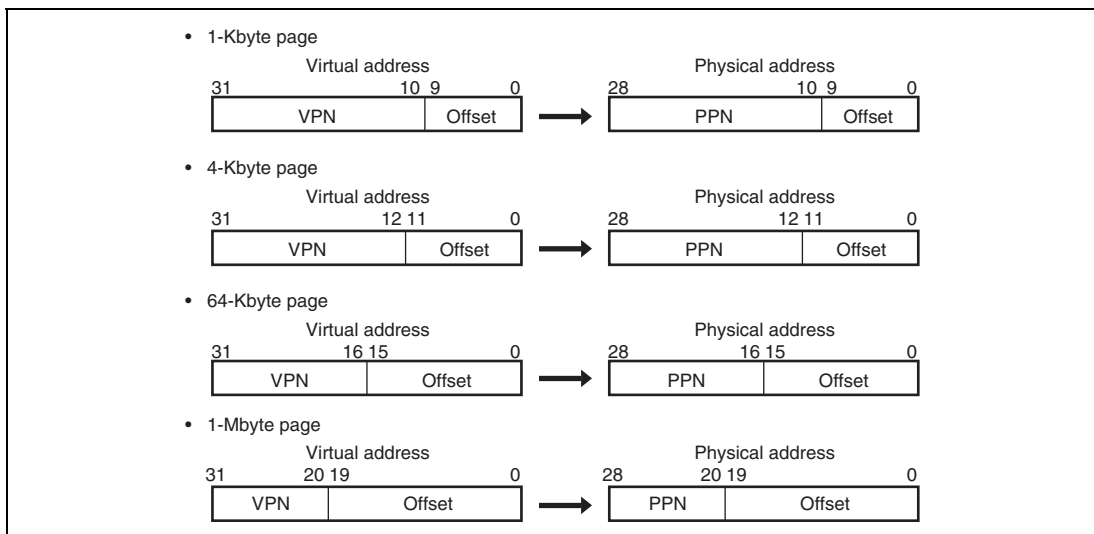 • 1-Kbyte page
Virtual address Physical address
31 10 9 0 28 10 9 0
VPN Offset PPN Offset
• 4-Kbyte page
Virtual address Physical address
31 12 11 0 28 12 11 0
VPN Offset PPN Offset
• 64-Kbyte page
Virtual address Physical address
31 16 15 0 28 16 15 0
VPN Offset PPN Offset
• 1-Mbyte page
Virtual address Physical address
31 20 19 0 28 20 19 0
VPN Offset PPN Offset